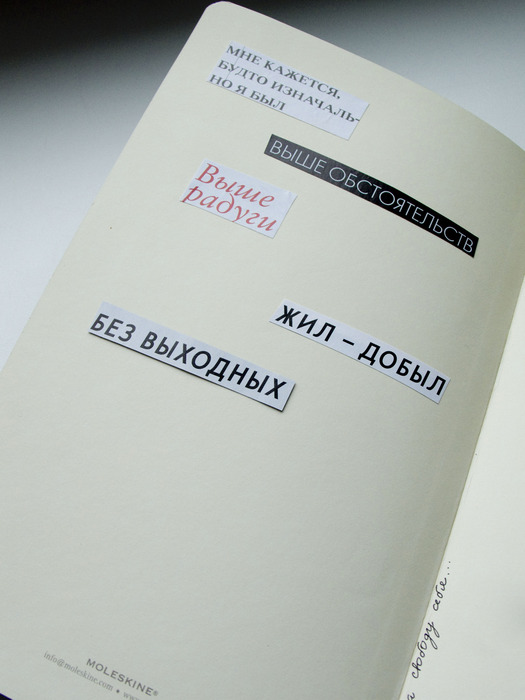 МНЕ КАЖЕТСЯ,
БУДТО ИЗНАЧАЛЬ-
НО Я БЫЛ
ВЫШЕ ОБСТОЯТЕЛЬСТВ
Выше
радуги
ЖИЛ – ДОБЫЛ
БЕЗ ВЫХОДНЫХ
свободу себя...
MOLESKINE®
info@moleskine.com •